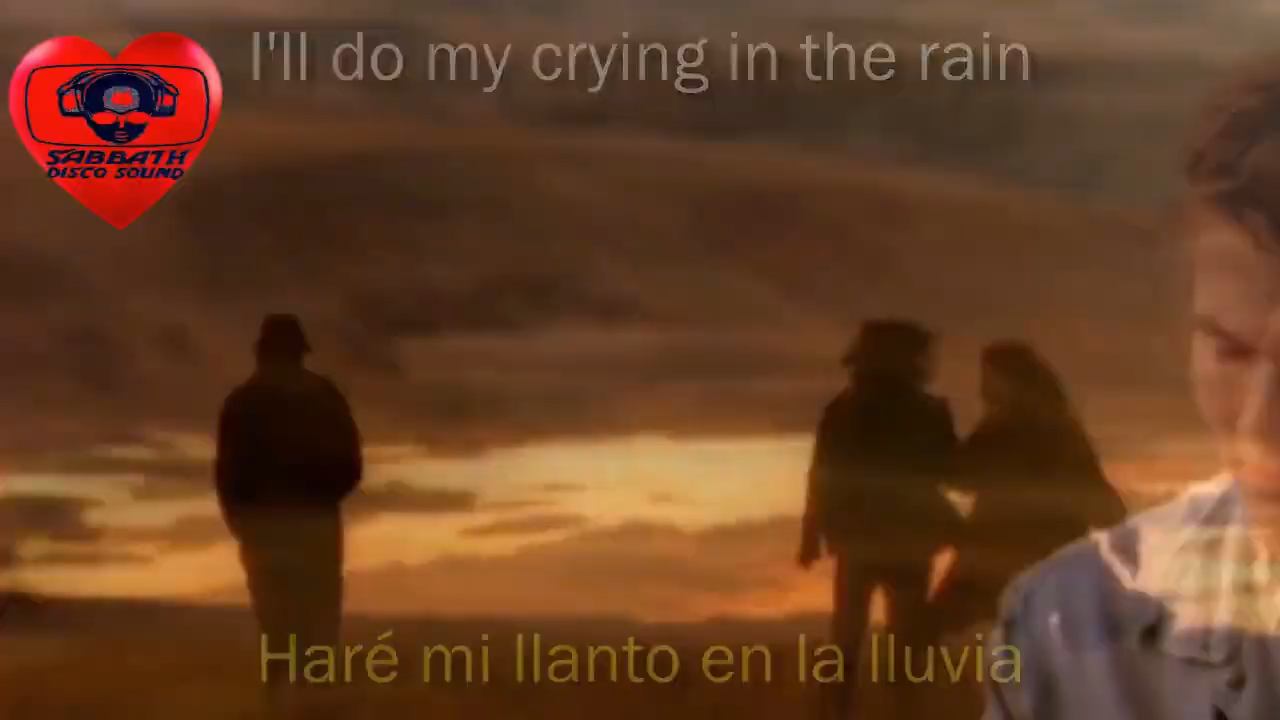 I'll do my crying in the rain
SABBATH
DISCO SOUND
Haré mi llanto en la lluvia